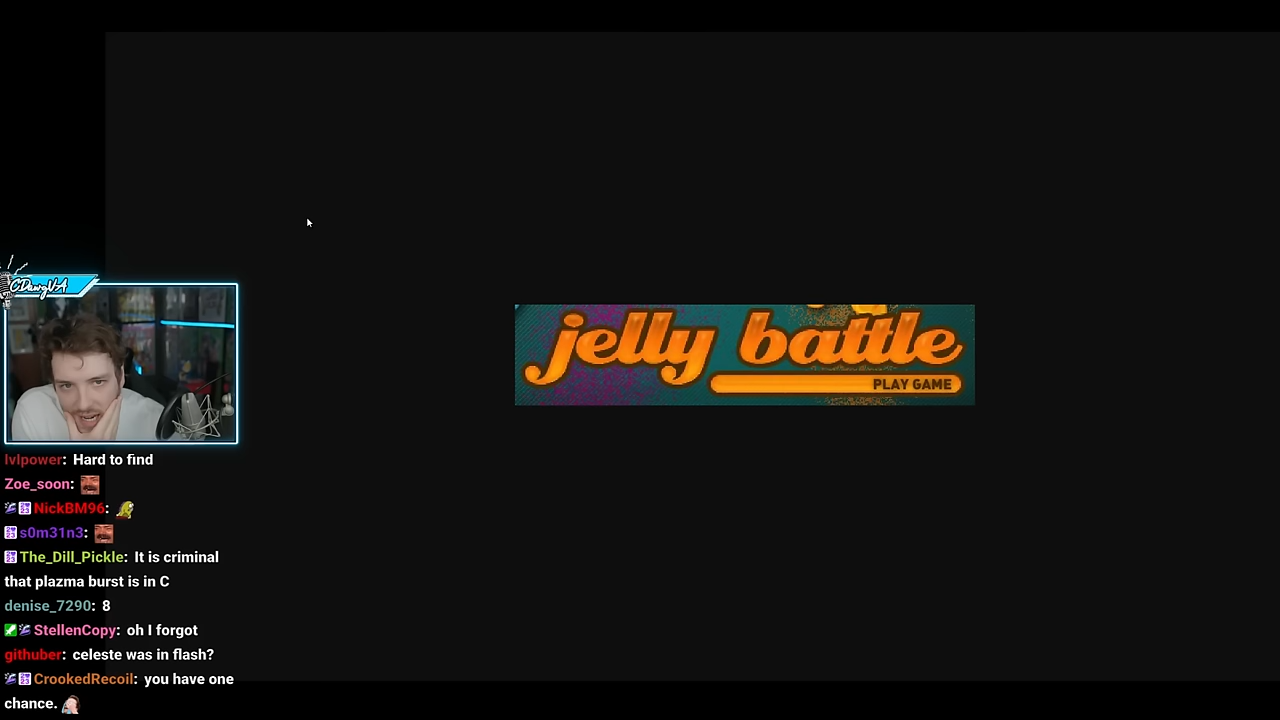 CDawgVA
jelly battle
PLAY GAME
lvlpower: Hard to find
Zoe_soon:
NickBM96:
s0m31n3:
The_Dill_Pickle: It is criminal
that plazma burst is in C
denise_7290: 8
StellenCopy: oh I forgot
githuber: celeste was in flash?
CrookedRecoil: you have one
chance.